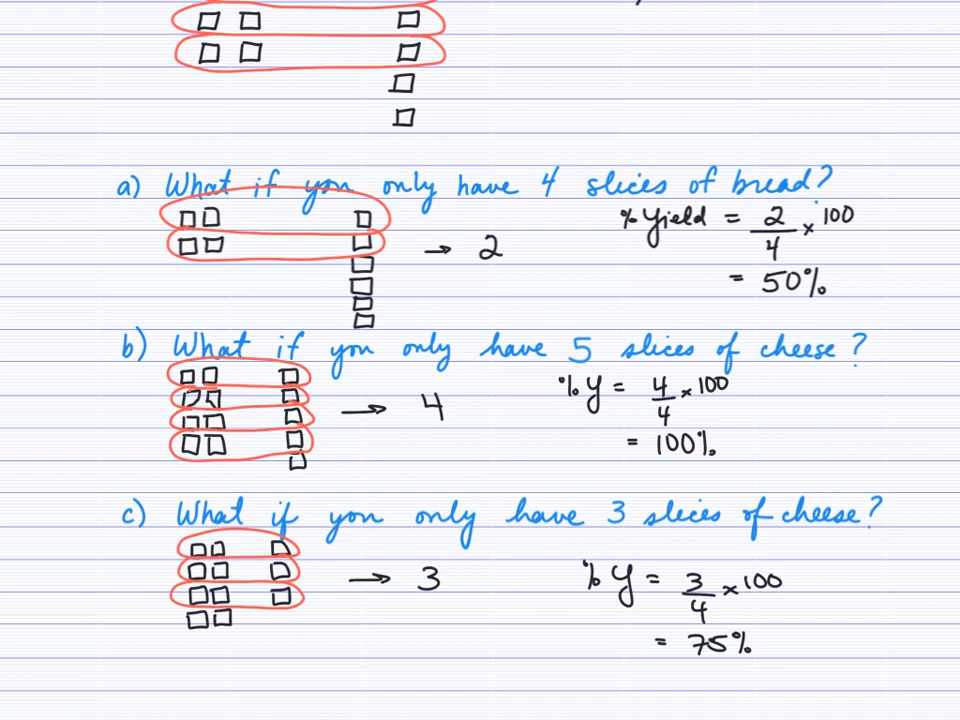 a) What if you only have 4 slices of bread?
→ 2
% Yield = 2/4 × 100
= 50%
b) What if you only have 5 slices of cheese?
→ 4
% Y = 4/4 × 100
= 100%
c) What if you only have 3 slices of cheese?
→ 3
% Y = 3/4 × 100
= 75%